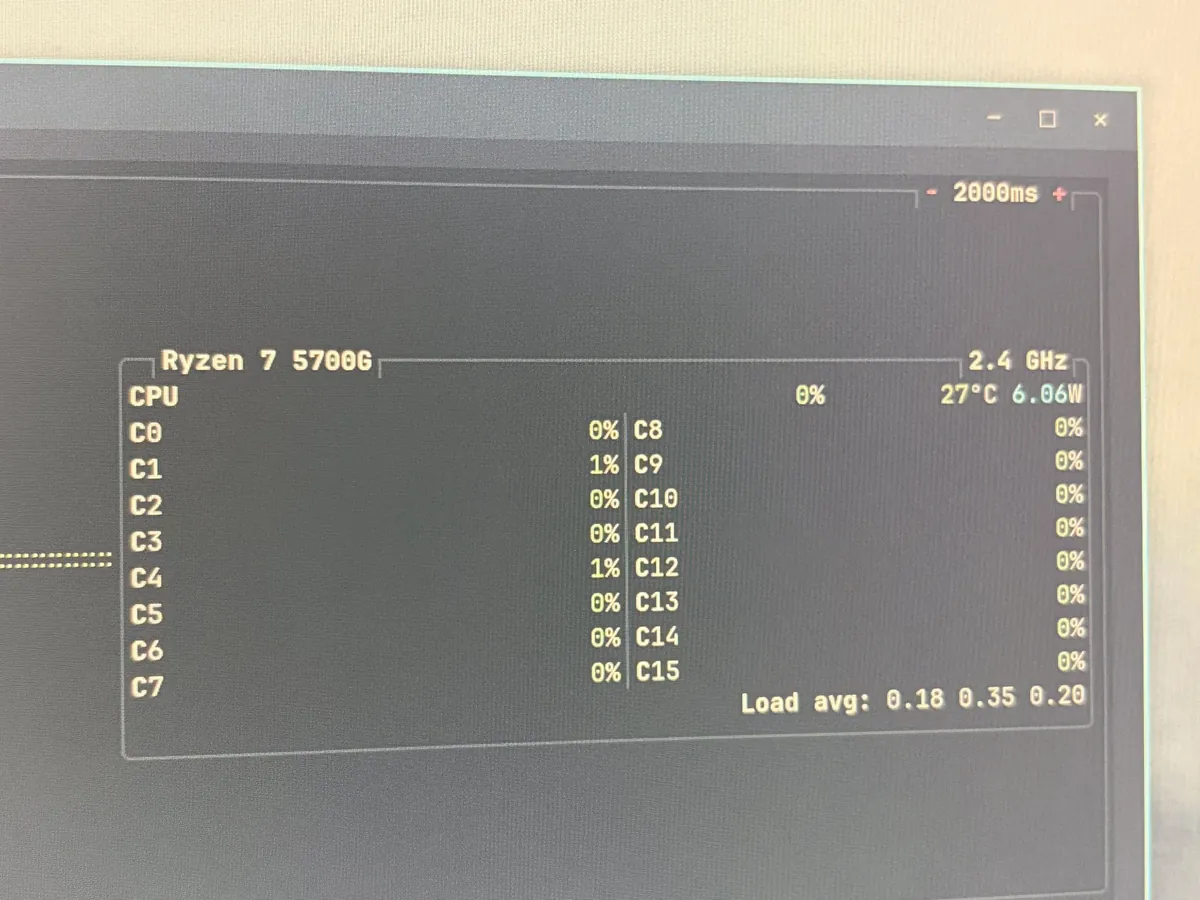 - 2000ms +
Ryzen 7 5700G 2.4 GHz
CPU 0% 27°C 6.06W
C0 0% C8 0%
C1 1% C9 0%
C2 0% C10 0%
C3 0% C11 0%
C4 1% C12 0%
C5 0% C13 0%
C6 0% C14 0%
C7 0% C15 0%
Load avg: 0.18 0.35 0.20